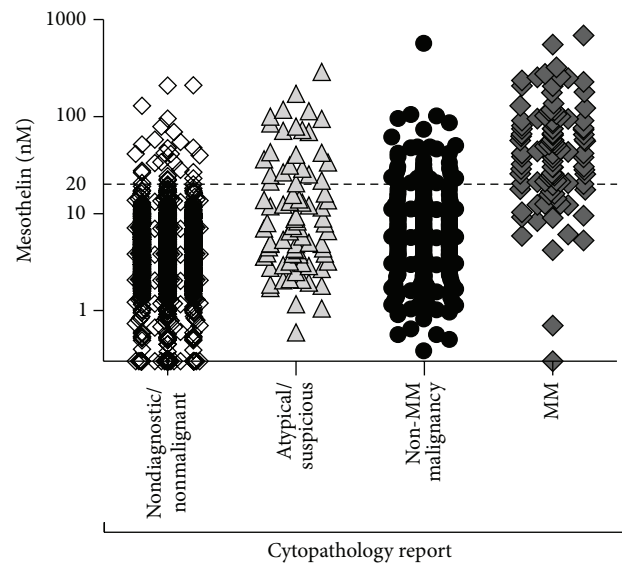 1000
100
20
10
1
Mesothelin (nM)
Nondiagnostic/
nonmalignant
Atypical/
suspicious
Non-MM
malignancy
MM
Cytopathology report